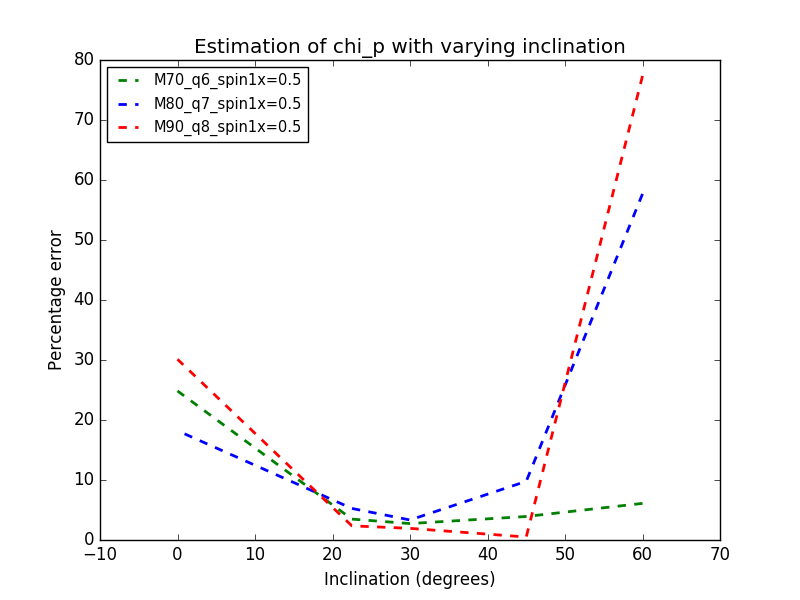 Estimation of chi_p with varying inclination
M70_q6_spin1x=0.5
M80_q7_spin1x=0.5
M90_q8_spin1x=0.5
Percentage error
80
70
60
50
40
30
20
10
0
−10 0 10 20 30 40 50 60 70
Inclination (degrees)